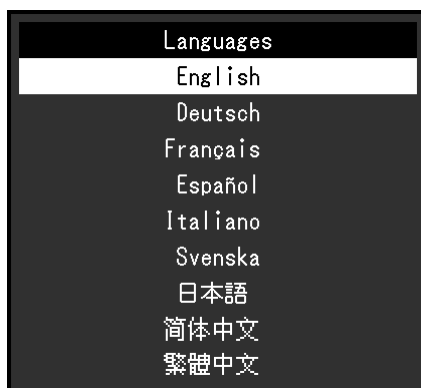 Languages
English
Deutsch
Français
Español
Italiano
Svenska
日本語
简体中文
繁體中文